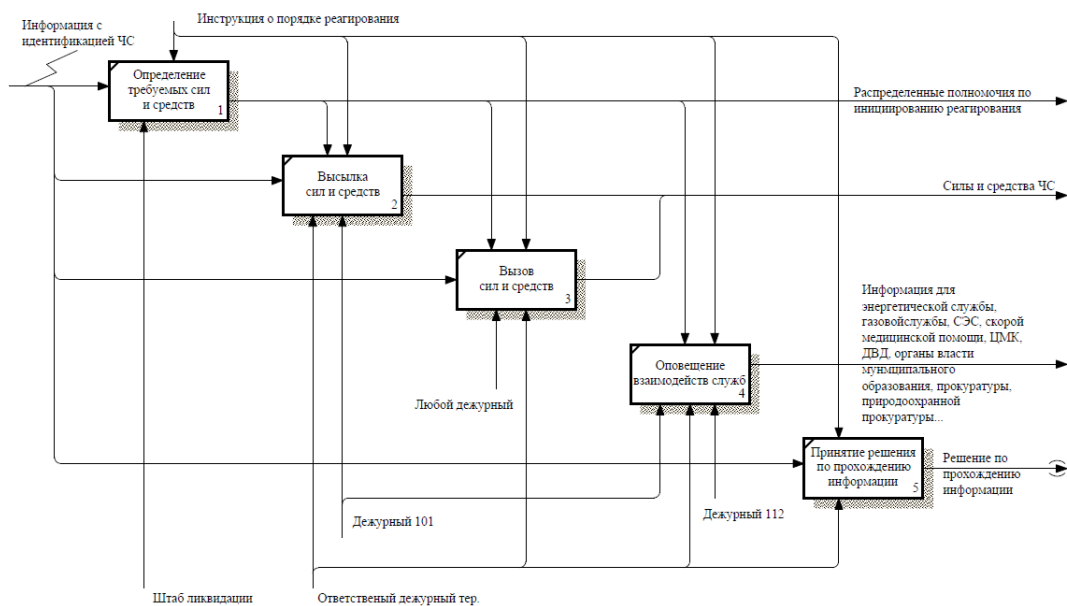 Информация с
идентификацией ЧС
Инструкция о порядке реагирования
Определение
требуемых сил
и средств
1
Распределенные полномочия по
инициированию реагирования
Высылка
сил и средств
2
Силы и средства ЧС
Вызов
сил и средств
3
Информация для
энергетической службы,
газовойслужбы, СЭС, скорой
медицинской помощи, ЦМК,
ДВД, органы власти
мунмципального
образования, прокуратуры,
природоохранной
прокуратуры...
Оповещение
взаимодейств служб
4
Любой дежурный
Принятие решения
по прохождению
информации
5
Решение по
прохождению
информации
Дежурный 101
Дежурный 112
Штаб ликвидации
Ответственый дежурный тер.